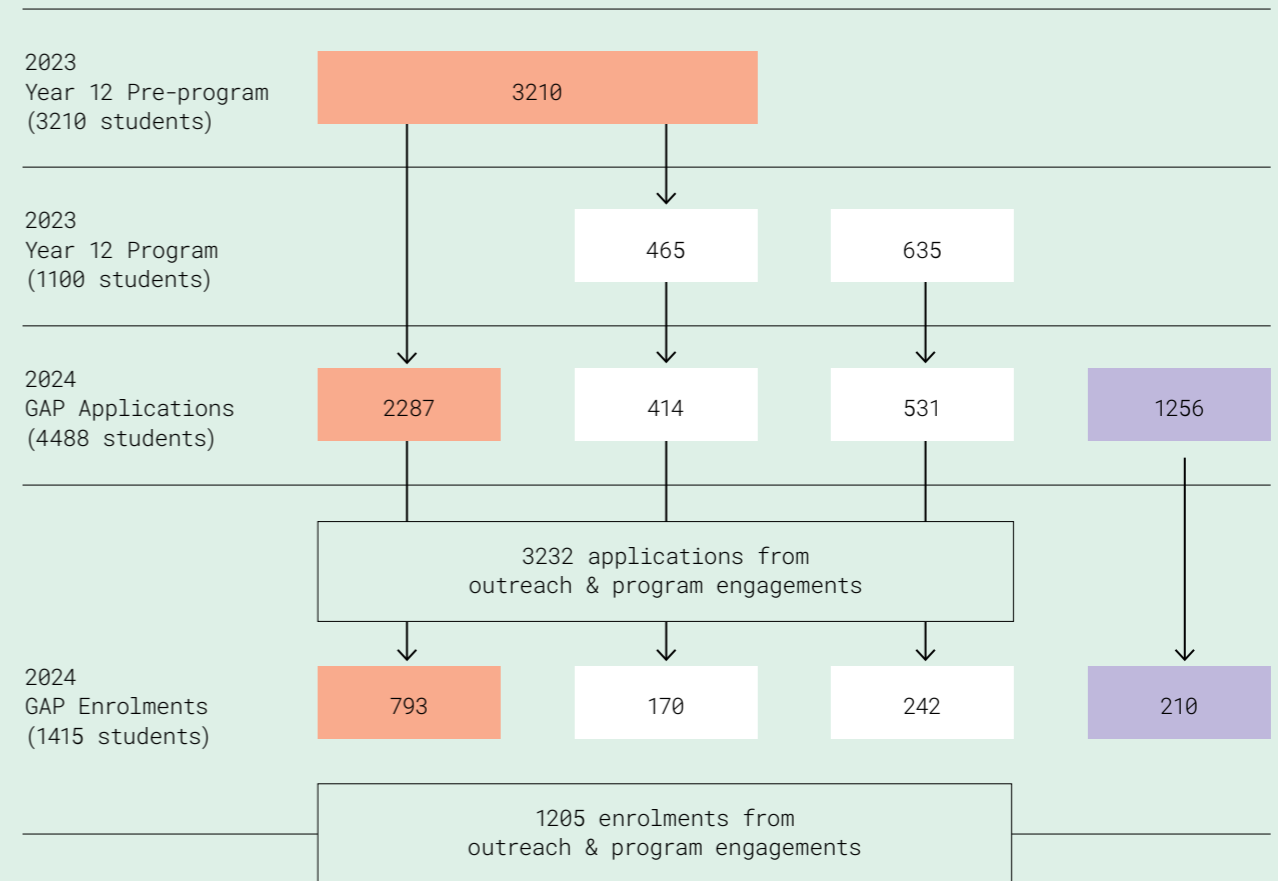 2023
Year 12 Pre-program
(3210 students)
3210
2023
Year 12 Program
(1100 students)
465
635
2024
GAP Applications
(4488 students)
2287
414
531
1256
3232 applications from
outreach & program engagements
2024
GAP Enrolments
(1415 students)
793
170
242
210
1205 enrolments from
outreach & program engagements